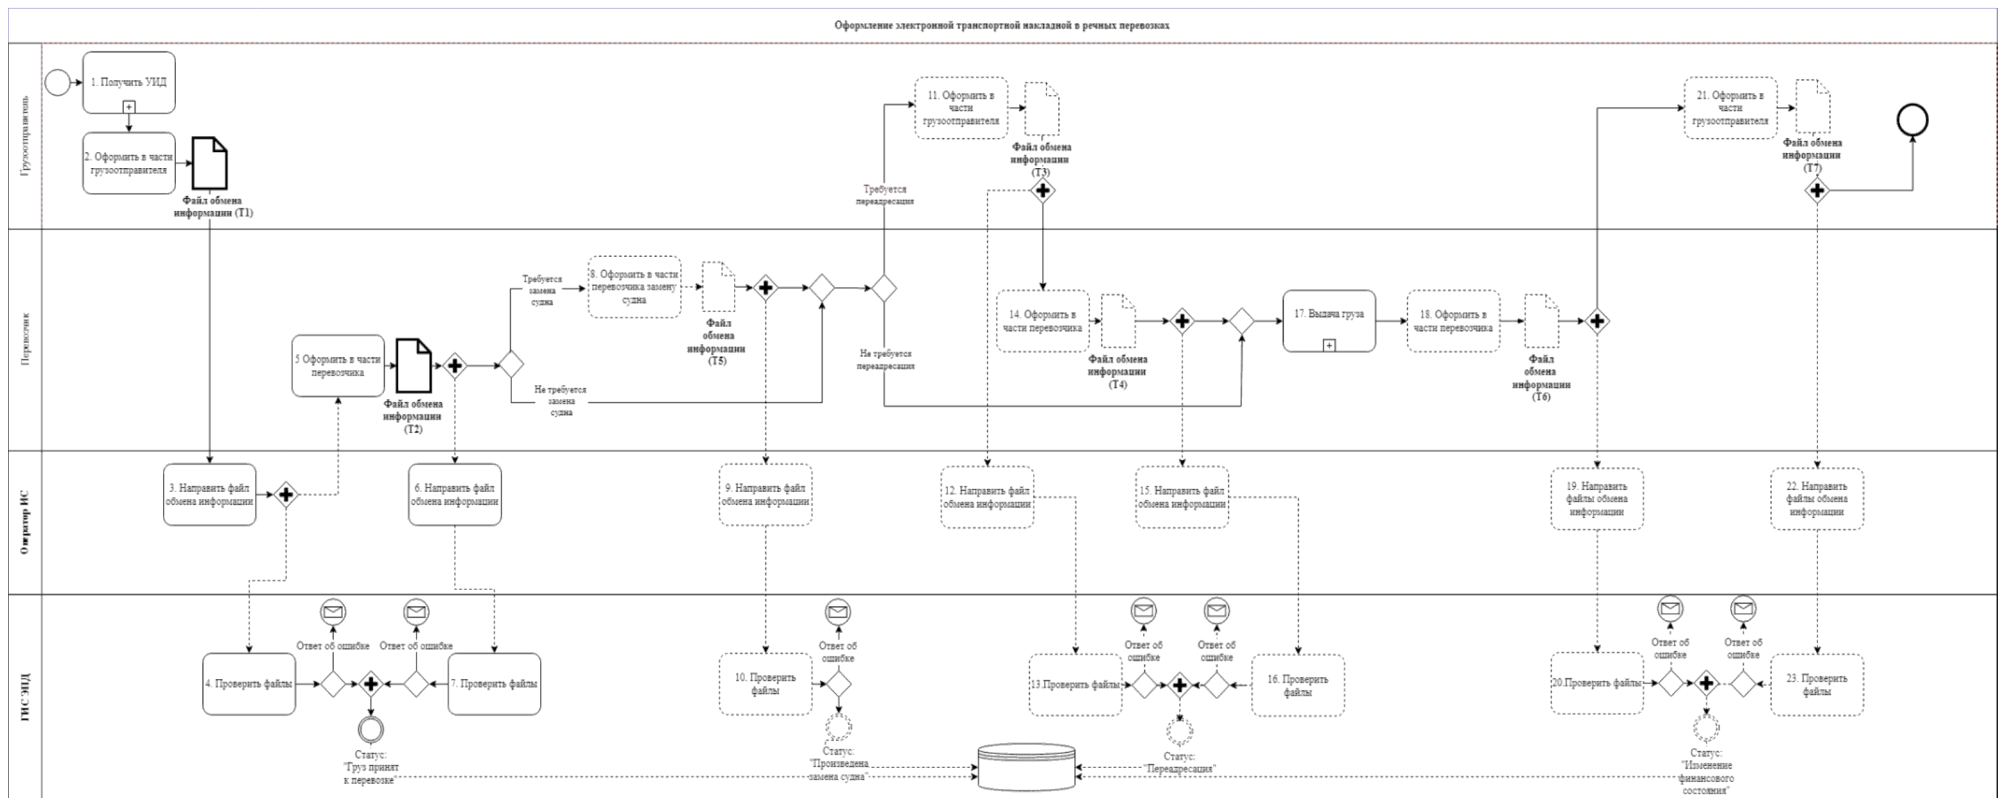 Оформление электронной транспортной накладной в речных перевозках
Грузоотправитель
1. Получить УИД
2. Оформить в части
грузоотправителя
Файл обмена
информации (Т1)
Требуется
переадресация
11. Оформить в
части
грузоотправителя
Файл обмена
информации
(Т3)
21. Оформить в
части
грузоотправителя
Файл обмена
информации
(Т7)
Перевозчик
5 Оформить в части
перевозчика
Файл обмена
информации
(Т2)
Требуется
замена
судна
Не требуется
замена
судна
8. Оформить в части
перевозчика замену
судна
Файл
обмена
информации
(Т5)
Не требуется
переадресация
14. Оформить в
части перевозчика
Файл обмена
информации
(Т4)
17. Выдача груза
18. Оформить в
части перевозчика
Файл
обмена
информации
(Т6)
Оператор ИС
3. Направить файл
обмена информации
6. Направить файл
обмена информации
9. Направить файл
обмена информации
12. Направить файл
обмена информации
15. Направить файл
обмена информации
19. Направить
файлы обмена
информации
22. Направить
файлы обмена
информации
ГИС ЭПД
4. Проверить файлы
Ответ об ошибке
Ответ об ошибке
7. Проверить файлы
Статус:
"Груз принят
к перевозке"
10. Проверить
файлы
Ответ об
ошибке
Статус:
"Произведена
замена судна"
13.Проверить файлы
Ответ об
ошибке
Ответ об
ошибке
16. Проверить
файлы
Статус:
"Переадресация"
20.Проверить файлы
Ответ об
ошибке
Ответ об
ошибке
23. Проверить
файлы
Статус:
"Изменение
финансового
состояния"